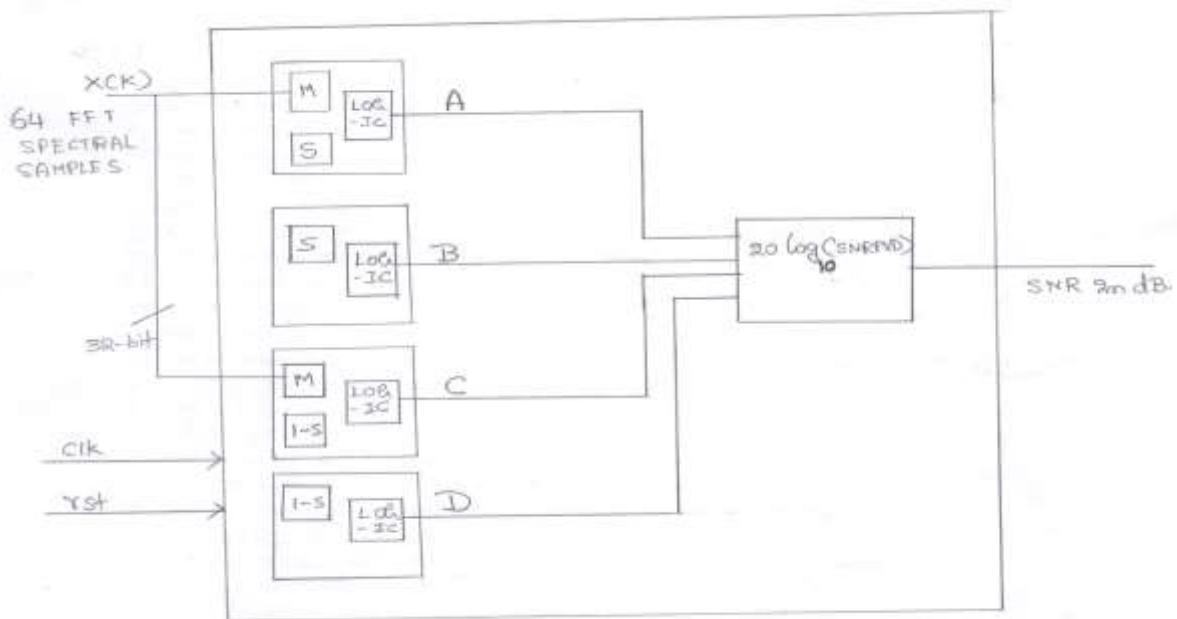 X(K)
64 FFT
SPECTRAL
SAMPLES
32-bit
Clk
rst
M
LOG
-IC
S
A
S
LOG
-IC
B
M
LOG
-IC
1-S
C
1-S
LOG
-IC
D
20 log(SNRFVD)
10
SNR in dB.